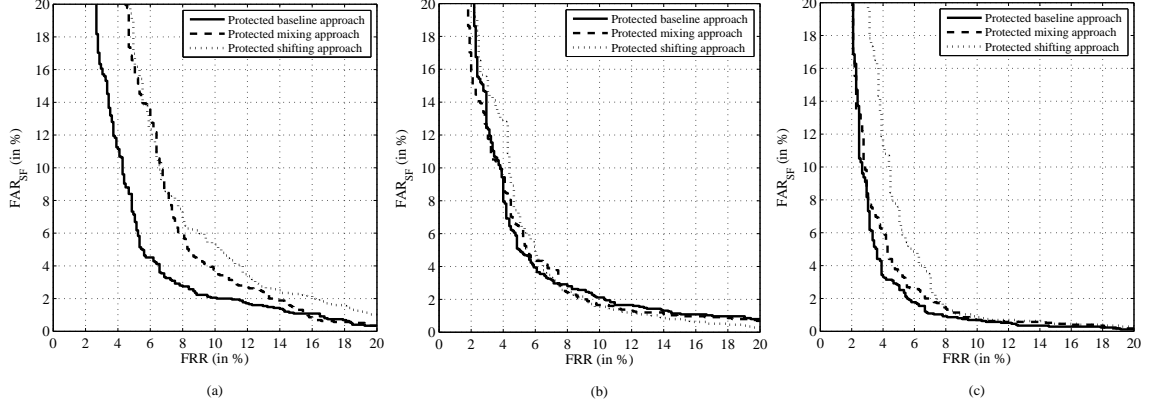 20
18
16
14
12
10
8
6
4
2
0
FAR_SF (in %)
Protected baseline approach
Protected mixing approach
Protected shifting approach
0 2 4 6 8 10 12 14 16 18 20
FRR (in %)
(a)
20
18
16
14
12
10
8
6
4
2
0
FAR_SF (in %)
Protected baseline approach
Protected mixing approach
Protected shifting approach
0 2 4 6 8 10 12 14 16 18 20
FRR (in %)
(b)
20
18
16
14
12
10
8
6
4
2
0
FAR_SF (in %)
Protected baseline approach
Protected mixing approach
Protected shifting approach
0 2 4 6 8 10 12 14 16 18 20
FRR (in %)
(c)